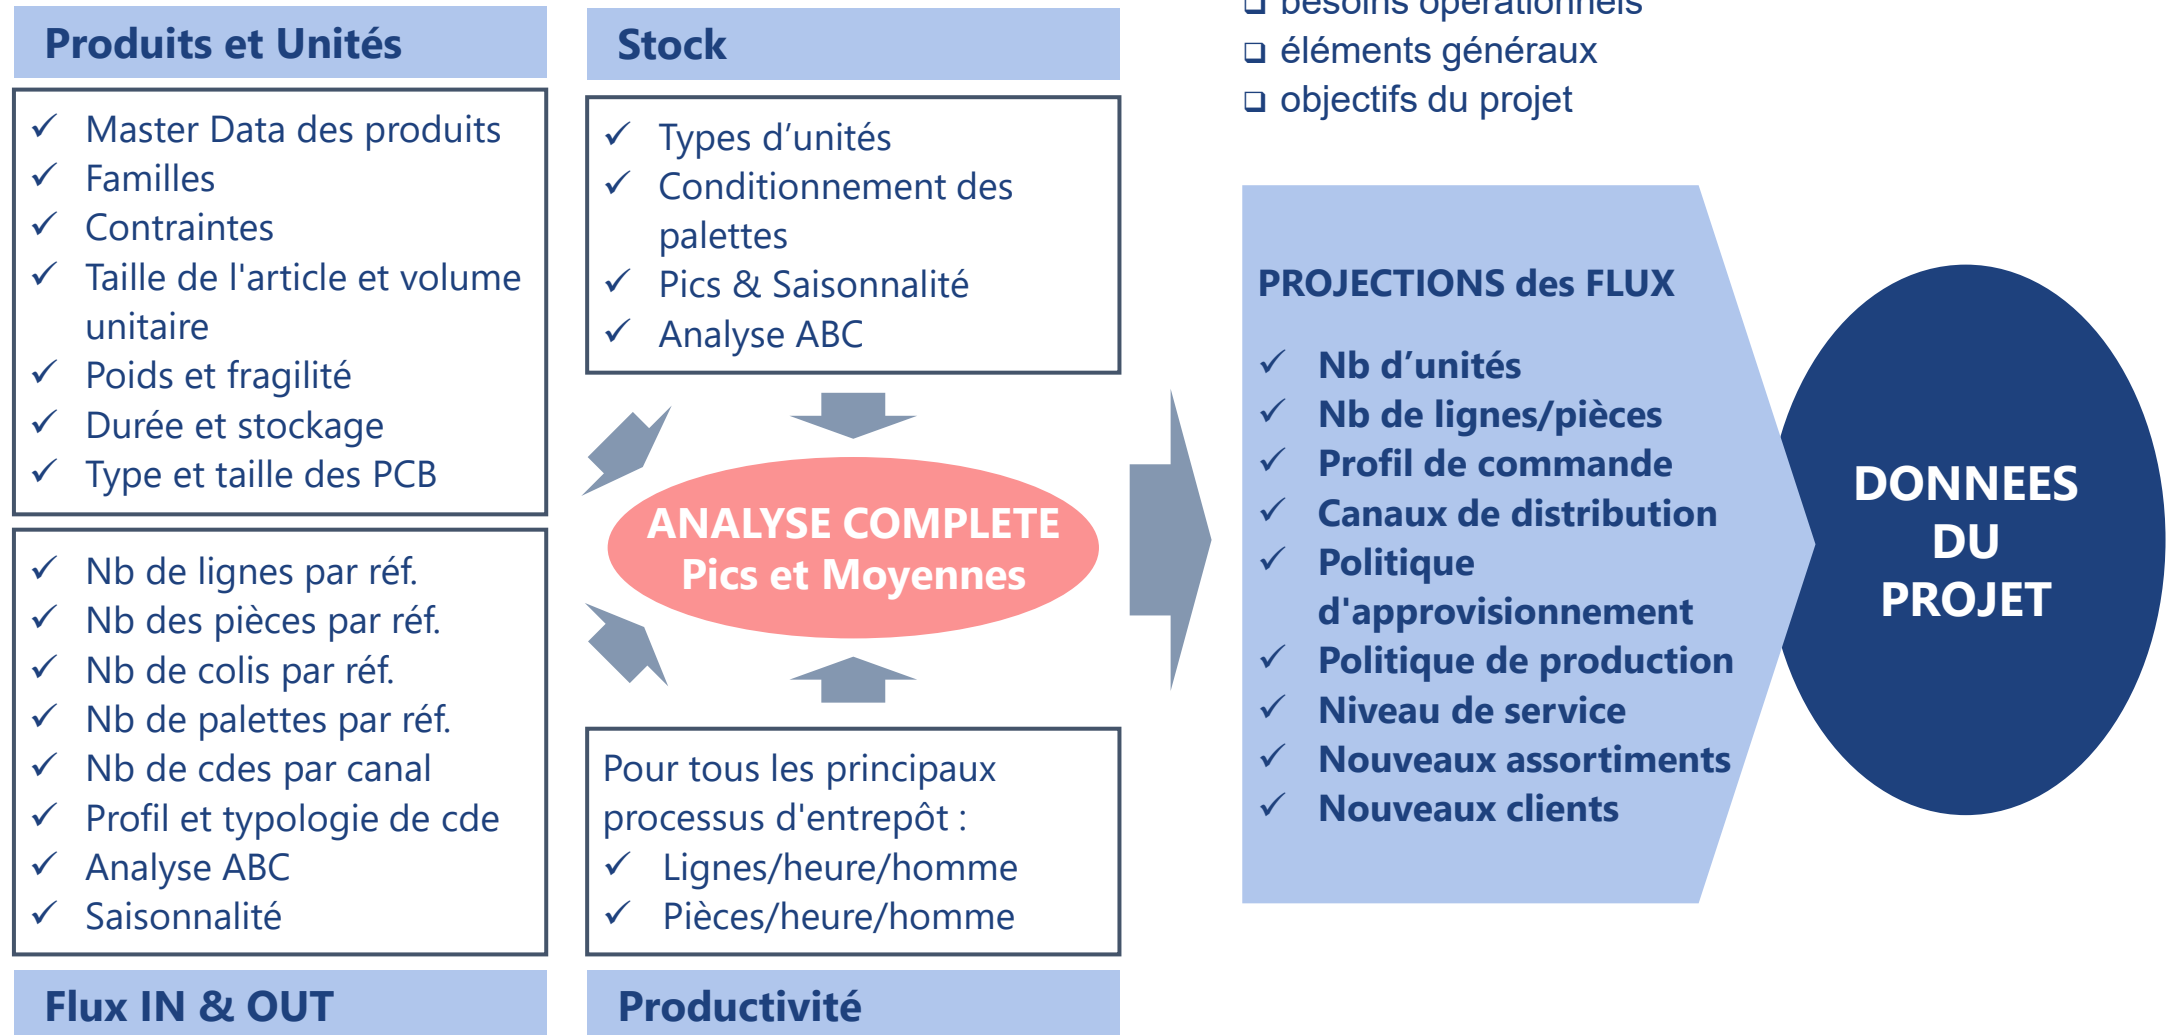 Produits et Unités
Master Data des produits
Familles
Contraintes
Taille de l'article et volume
unitaire
Poids et fragilité
Durée et stockage
Type et taille des PCB
Nb de lignes par réf.
Nb des pièces par réf.
Nb de colis par réf.
Nb de palettes par réf.
Nb de cdes par canal
Profil et typologie de cde
Analyse ABC
Saisonnalité
Flux IN & OUT
Stock
Types d’unités
Conditionnement des
palettes
Pics & Saisonnalité
Analyse ABC
ANALYSE COMPLETE
Pics et Moyennes
Pour tous les principaux
processus d'entrepôt :
Lignes/heure/homme
Pièces/heure/homme
Productivité
besoins opérationnels
éléments généraux
objectifs du projet
PROJECTIONS des FLUX
Nb d’unités
Nb de lignes/pièces
Profil de commande
Canaux de distribution
Politique
d'approvisionnement
Politique de production
Niveau de service
Nouveaux assortiments
Nouveaux clients
DONNEES
DU
PROJET